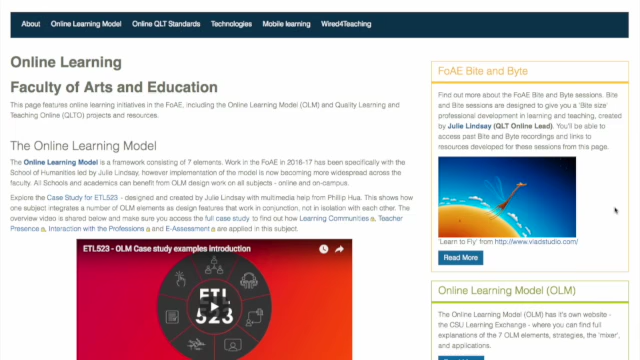 About Online Learning Model Online QLT Standards Technologies Mobile learning Wired4Teaching
Online Learning
Faculty of Arts and Education
This page features online learning initiatives in the FoAE, including the Online Learning Model (OLM) and Quality Learning and
Teaching Online (QLTO) projects and resources.
The Online Learning Model
The Online Learning Model is a framework consisting of 7 elements. Work in the FoAE in 2016-17 has been specifically with the
School of Humanities led by Julie Lindsay, however implementation of the model is now becoming more widespread across the
faculty. All Schools and academics can benefit from OLM design work on all subjects - online and on-campus.
Explore the Case Study for ETL523 - designed and created by Julie Lindsay with multimedia help from Phillip Hua. This shows how
one subject integrates a number of OLM elements as design features that work in conjunction, not in isolation with each other. The
overview video is shared below and make sure you access the full case study to find out how Learning Communities, Teacher
Presence, Interaction with the Professions and E-Assessment are applied in this subject.
ETL523 - OLM Case study examples introduction
ETL
523
FoAE Bite and Byte
Find out more about the FoAE Bite and Byte sessions. Bite
and Bite sessions are designed to give you a 'Bite size'
professional development in learning and teaching, created
by Julie Lindsay (QLT Online Lead). You'll be able to
access past Bite and Byte recordings and links to
resources developed for these sessions from this page.
'Learn to Fly' from http://www.vladstudio.com/
Read More
Online Learning Model (OLM)
The Online Learning Model (OLM) has it's own website -
the CSU Learning Exchange - where you can find full
explanations of the 7 OLM elements, strategies, the 'mixer',
and applications.